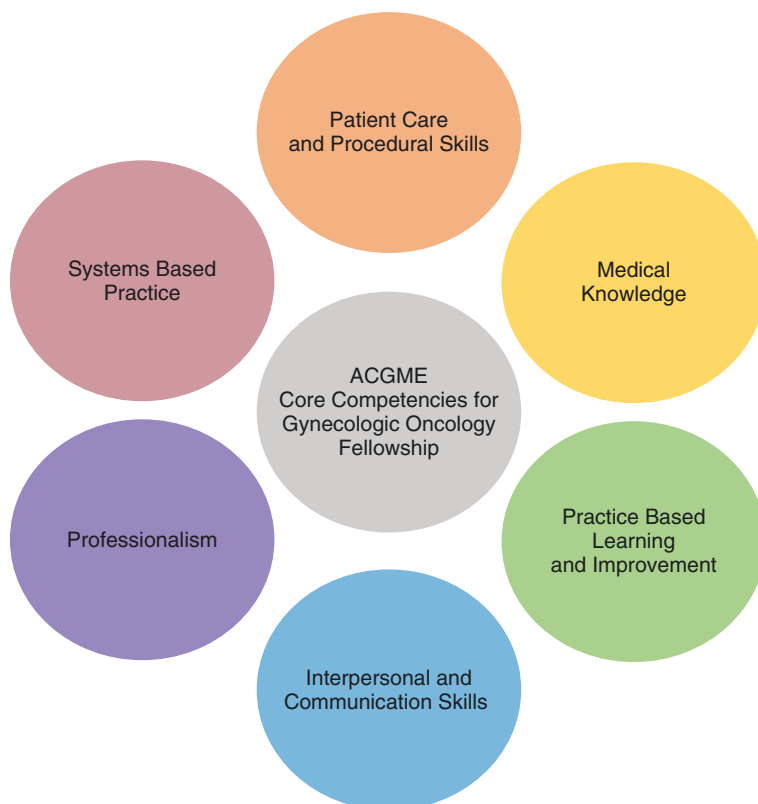 Patient Care
and Procedural Skills
Systems Based
Practice
Medical
Knowledge
ACGME
Core Competencies for
Gynecologic Oncology
Fellowship
Professionalism
Practice Based
Learning
and Improvement
Interpersonal and
Communication Skills